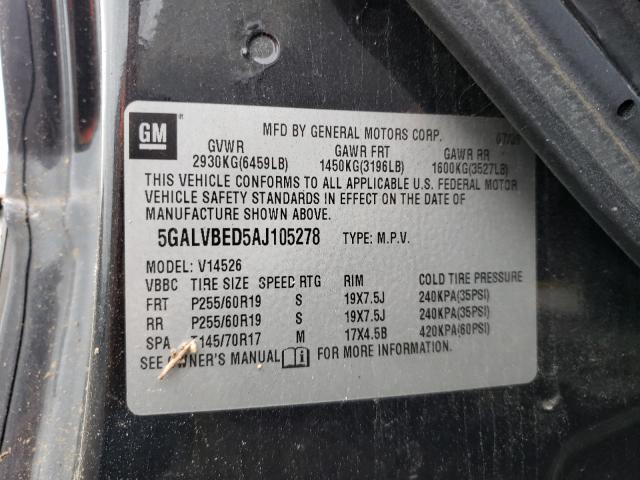 GM
MFD BY GENERAL MOTORS CORP.
GVWR GAWR FRT GAWR RR
2930KG(6459LB) 1450KG(3196LB) 1600KG(3527LB)
THIS VEHICLE CONFORMS TO ALL APPLICABLE U.S. FEDERAL MOTOR
VEHICLE SAFETY STANDARDS IN EFFECT ON THE DATE OF
MANUFACTURE SHOWN ABOVE.
5GALVBED5AJ105278 TYPE: M.P.V.
MODEL: V14526
VBBC TIRE SIZE SPEED RTG RIM COLD TIRE PRESSURE
FRT P255/60R19 S 19X7.5J 240KPA(35PSI)
RR P255/60R19 S 19X7.5J 240KPA(35PSI)
SPA T145/70R17 M 17X4.5B 420KPA(60PSI)
SEE OWNER'S MANUAL FOR MORE INFORMATION.